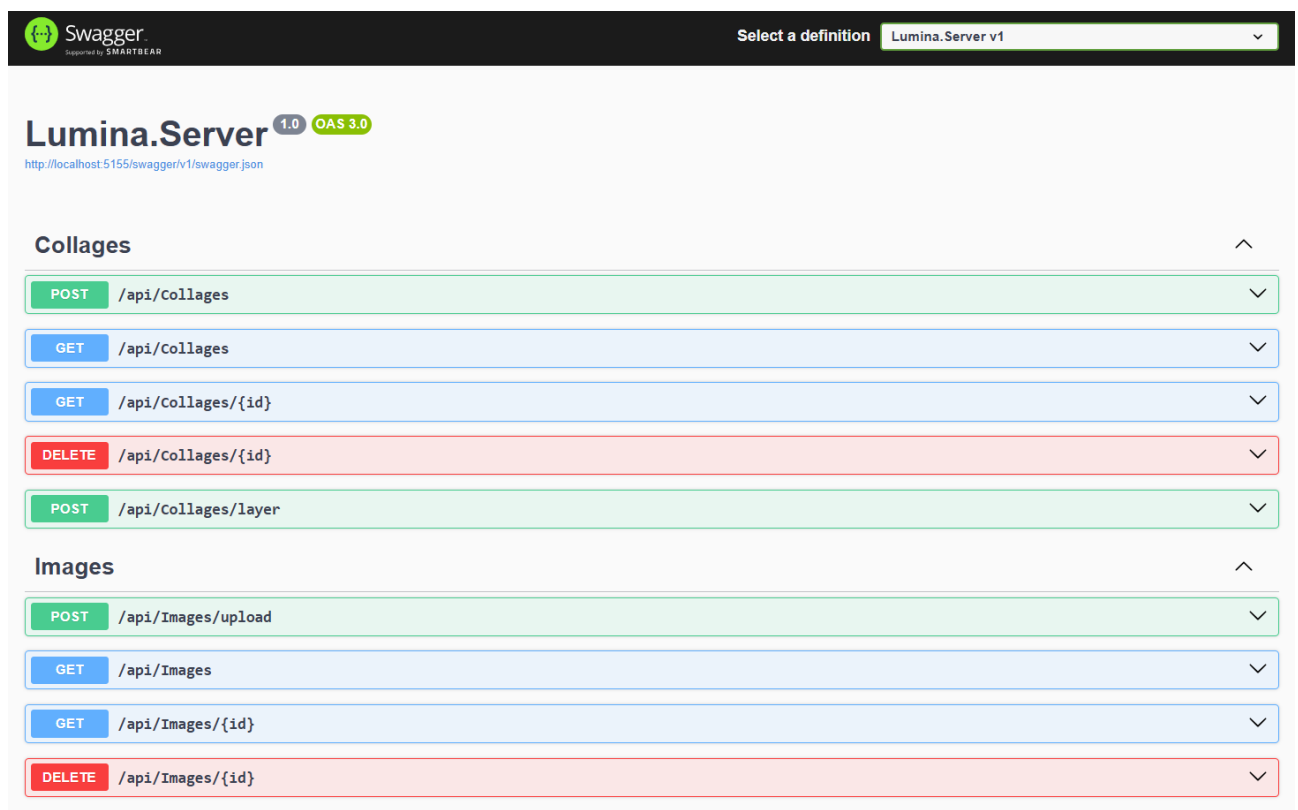 Swagger.
Supported by SMARTBEAR
Select a definition
Lumina.Server v1
Lumina.Server 1.0 OAS 3.0
http://localhost:5155/swagger/v1/swagger.json
Collages
POST /api/Collages
GET /api/Collages
GET /api/Collages/{id}
DELETE /api/Collages/{id}
POST /api/Collages/layer
Images
POST /api/Images/upload
GET /api/Images
GET /api/Images/{id}
DELETE /api/Images/{id}